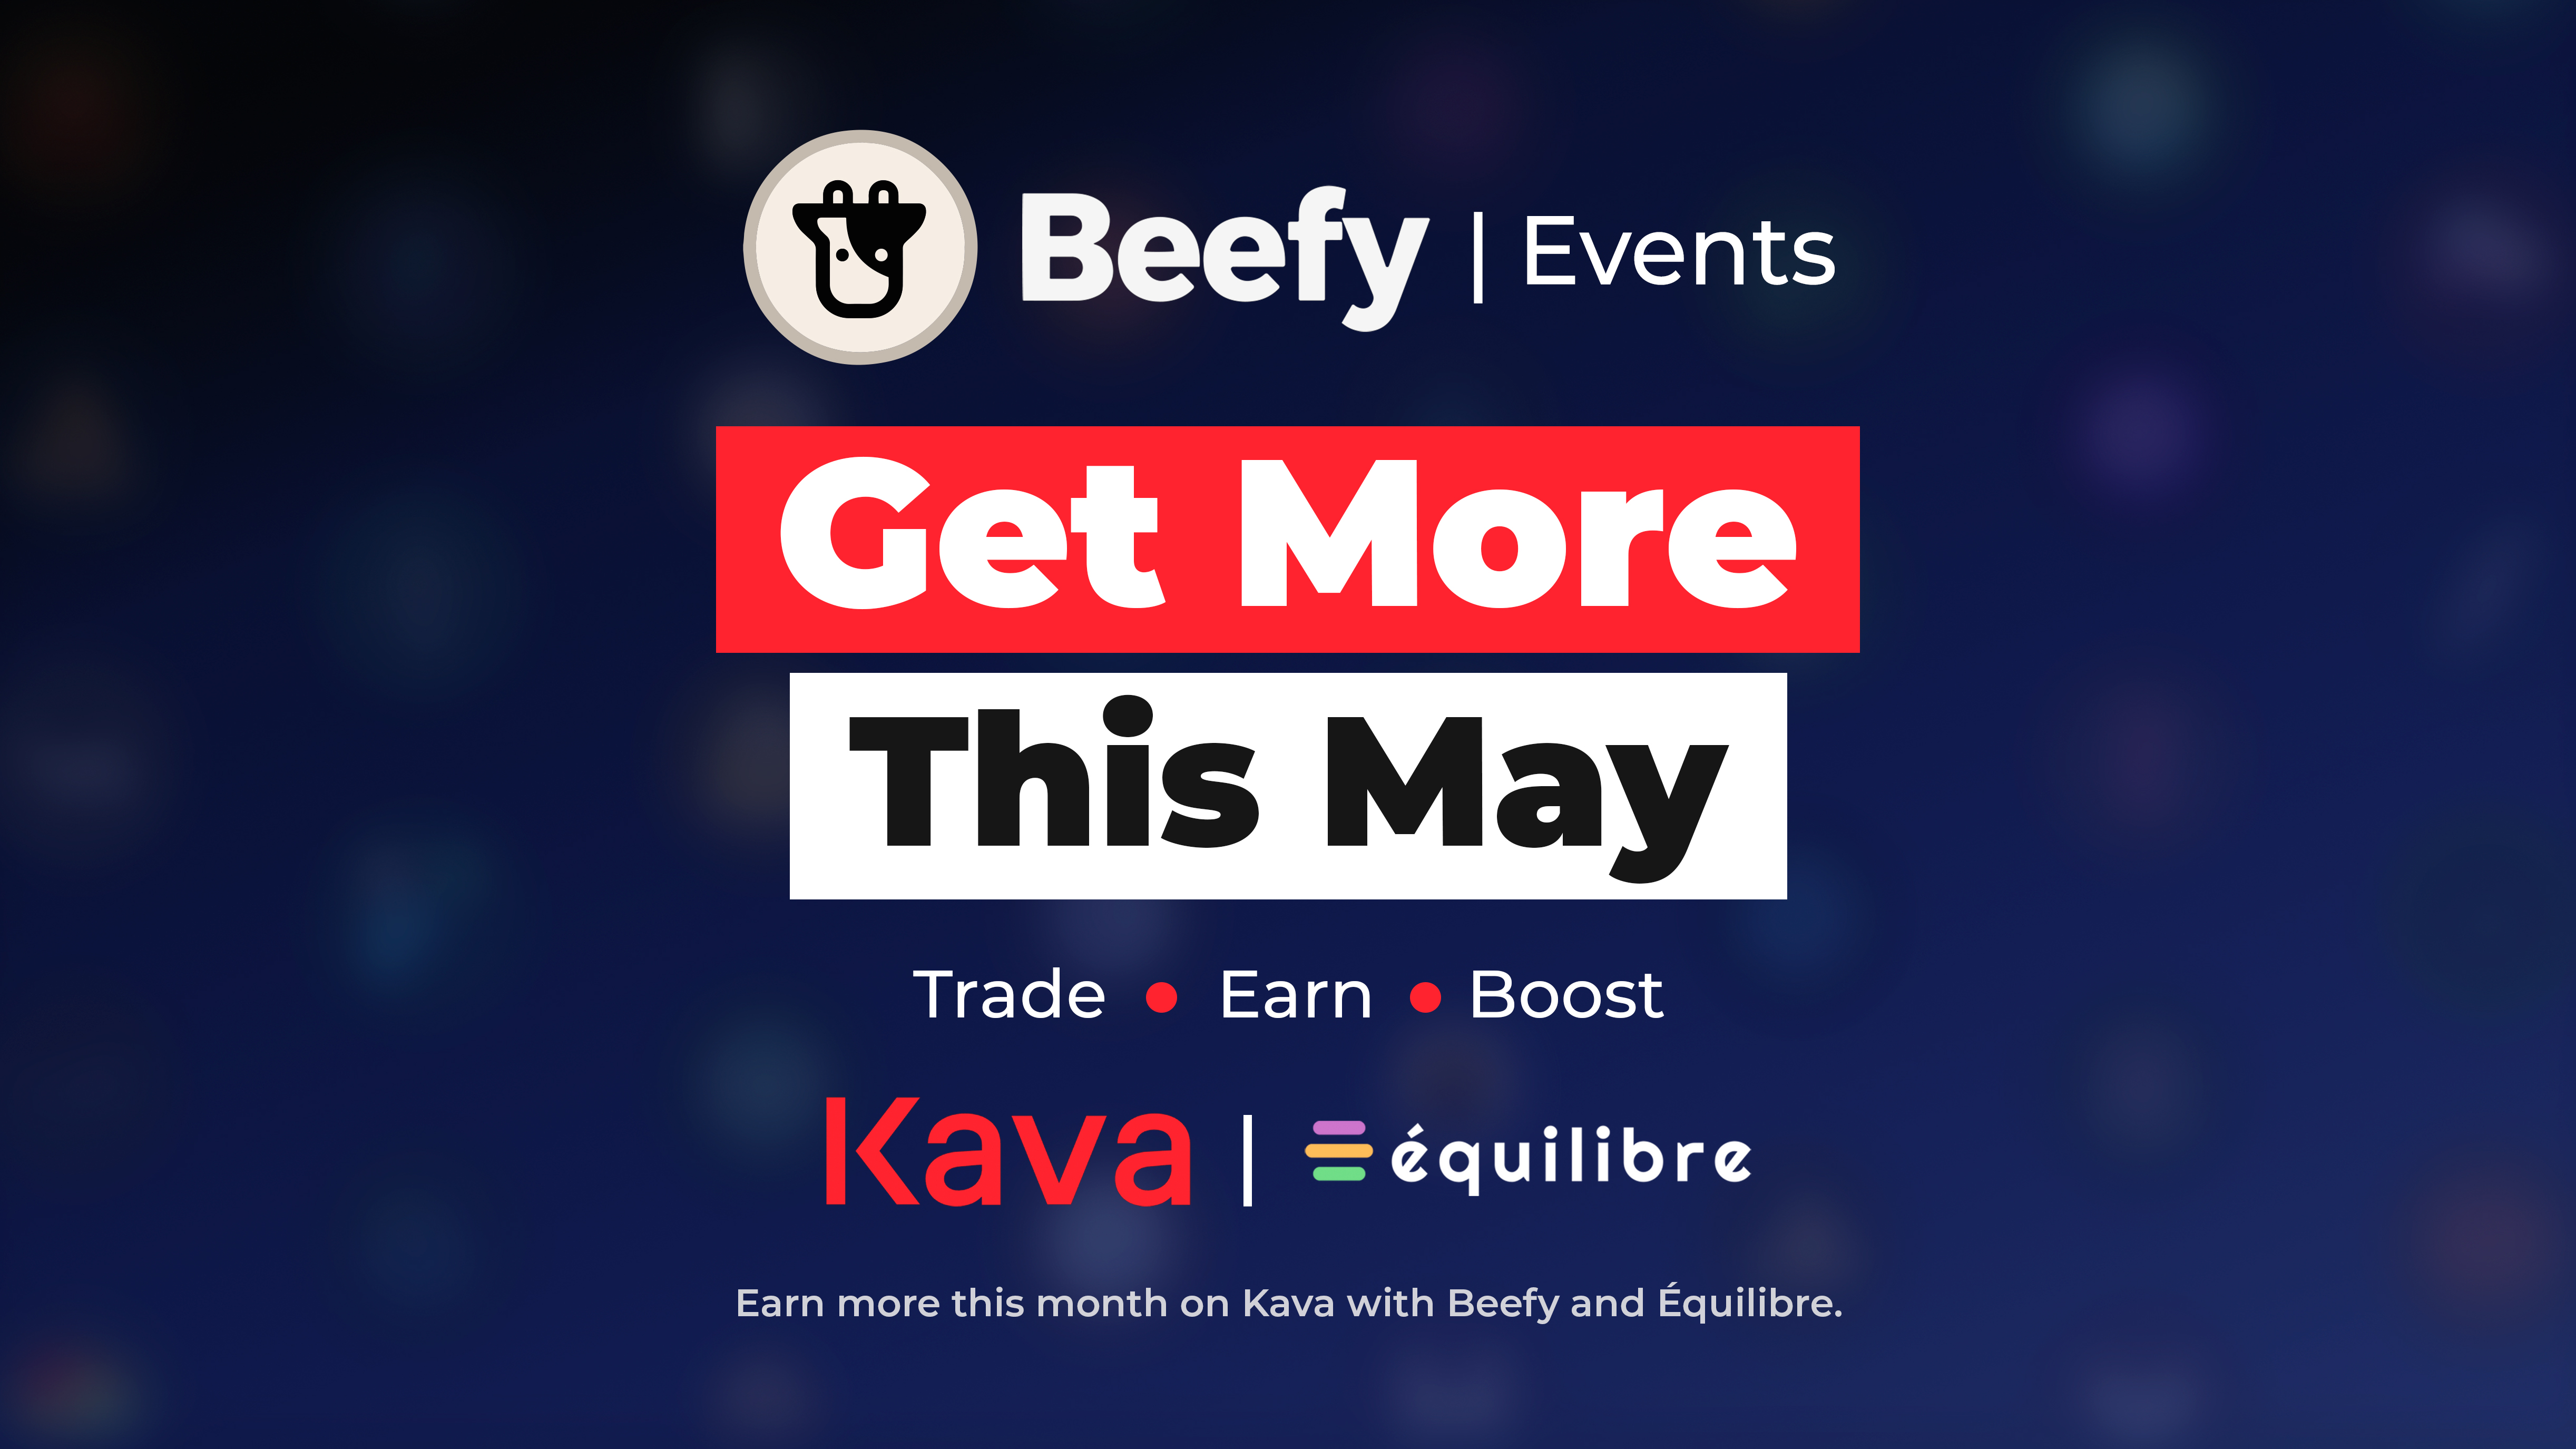 Beefy | Events
Get More
This May
Trade • Earn • Boost
Kava | équilibre
Earn more this month on Kava with Beefy and Équilibre.